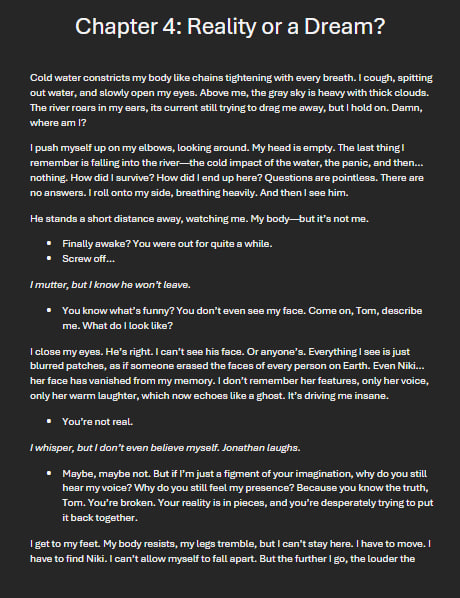 Chapter 4: Reality or a Dream?
Cold water constricts my body like chains tightening with every breath. I cough, spitting
out water, and slowly open my eyes. Above me, the gray sky is heavy with thick clouds.
The river roars in my ears, its current still trying to drag me away, but I hold on. Damn,
where am I?
I push myself up on my elbows, looking around. My head is empty. The last thing I
remember is falling into the river—the cold impact of the water, the panic, and then...
nothing. How did I survive? How did I end up here? Questions are pointless. There are
no answers. I roll onto my side, breathing heavily. And then I see him.
He stands a short distance away, watching me. My body—but it's not me.
• Finally awake? You were out for quite a while.
• Screw off...
I mutter, but I know he won't leave.
• You know what's funny? You don't even see my face. Come on, Tom, describe
me. What do I look like?
I close my eyes. He's right. I can't see his face. Or anyone's. Everything I see is just
blurred patches, as if someone erased the faces of every person on Earth. Even Niki...
her face has vanished from my memory. I don't remember her features, only her voice,
only her warm laughter, which now echoes like a ghost. It's driving me insane.
• You're not real.
I whisper, but I don't even believe myself. Jonathan laughs.
• Maybe, maybe not. But if I'm just a figment of your imagination, why do you still
hear my voice? Why do you still feel my presence? Because you know the truth,
Tom. You're broken. Your reality is in pieces, and you're desperately trying to put
it back together.
I get to my feet. My body resists, my legs tremble, but I can't stay here. I have to move. I
have to find Niki. I can't allow myself to fall apart. But the further I go, the louder the